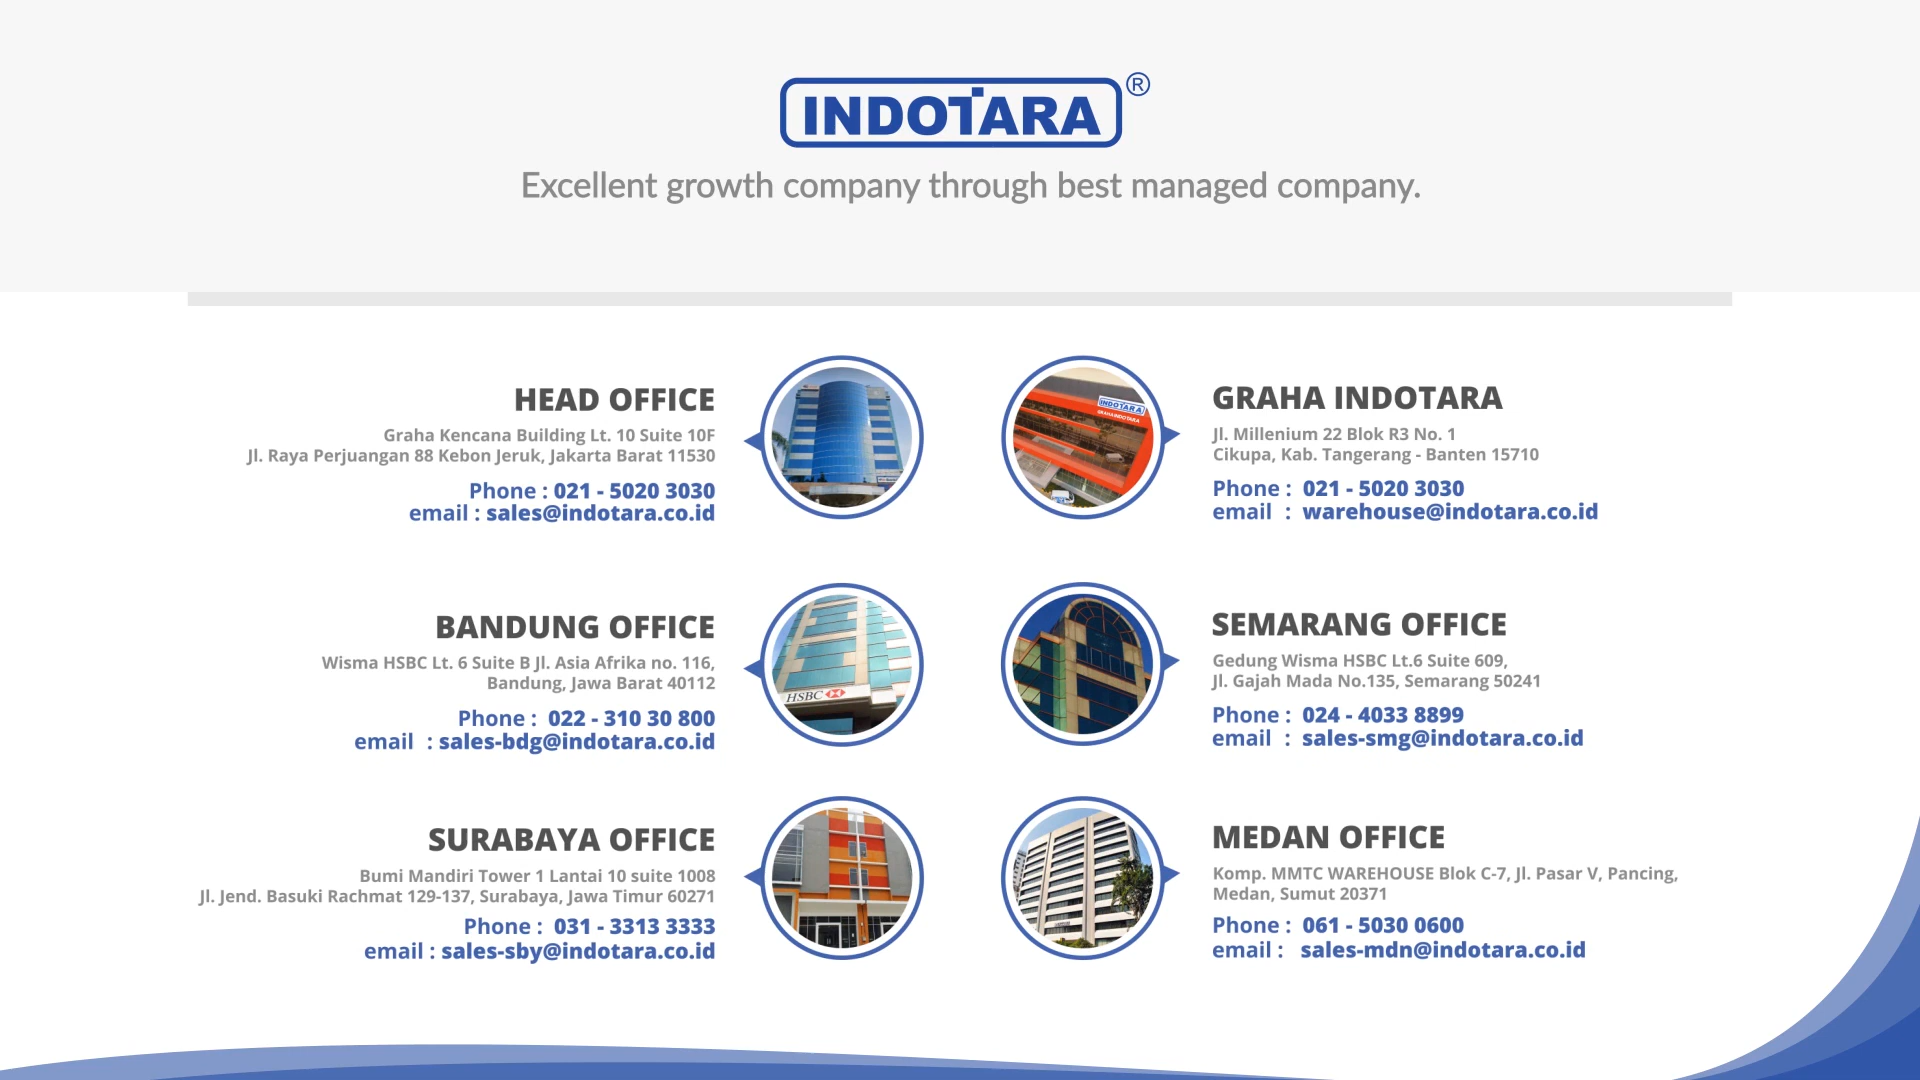 INDOTARA®
Excellent growth company through best managed company.
HEAD OFFICE
Graha Kencana Building Lt. 10 Suite 10F
Jl. Raya Perjuangan 88 Kebon Jeruk, Jakarta Barat 11530
Phone : 021 - 5020 3030
email : sales@indotara.co.id
INDOTARA
GRAHA INDOTARA
GRAHA INDOTARA
Jl. Millenium 22 Blok R3 No. 1
Cikupa, Kab. Tangerang - Banten 15710
Phone : 021 - 5020 3030
email : warehouse@indotara.co.id
BANDUNG OFFICE
Wisma HSBC Lt. 6 Suite B Jl. Asia Afrika no. 116,
Bandung, Jawa Barat 40112
Phone : 022 - 310 30 800
email : sales-bdg@indotara.co.id
HSBC
SEMARANG OFFICE
Gedung Wisma HSBC Lt.6 Suite 609,
Jl. Gajah Mada No.135, Semarang 50241
Phone : 024 - 4033 8899
email : sales-smg@indotara.co.id
SURABAYA OFFICE
Bumi Mandiri Tower 1 Lantai 10 suite 1008
Jl. Jend. Basuki Rachmat 129-137, Surabaya, Jawa Timur 60271
Phone : 031 - 3313 3333
email : sales-sby@indotara.co.id
MEDAN OFFICE
Komp. MMTC WAREHOUSE Blok C-7, Jl. Pasar V, Pancing,
Medan, Sumut 20371
Phone : 061 - 5030 0600
email : sales-mdn@indotara.co.id